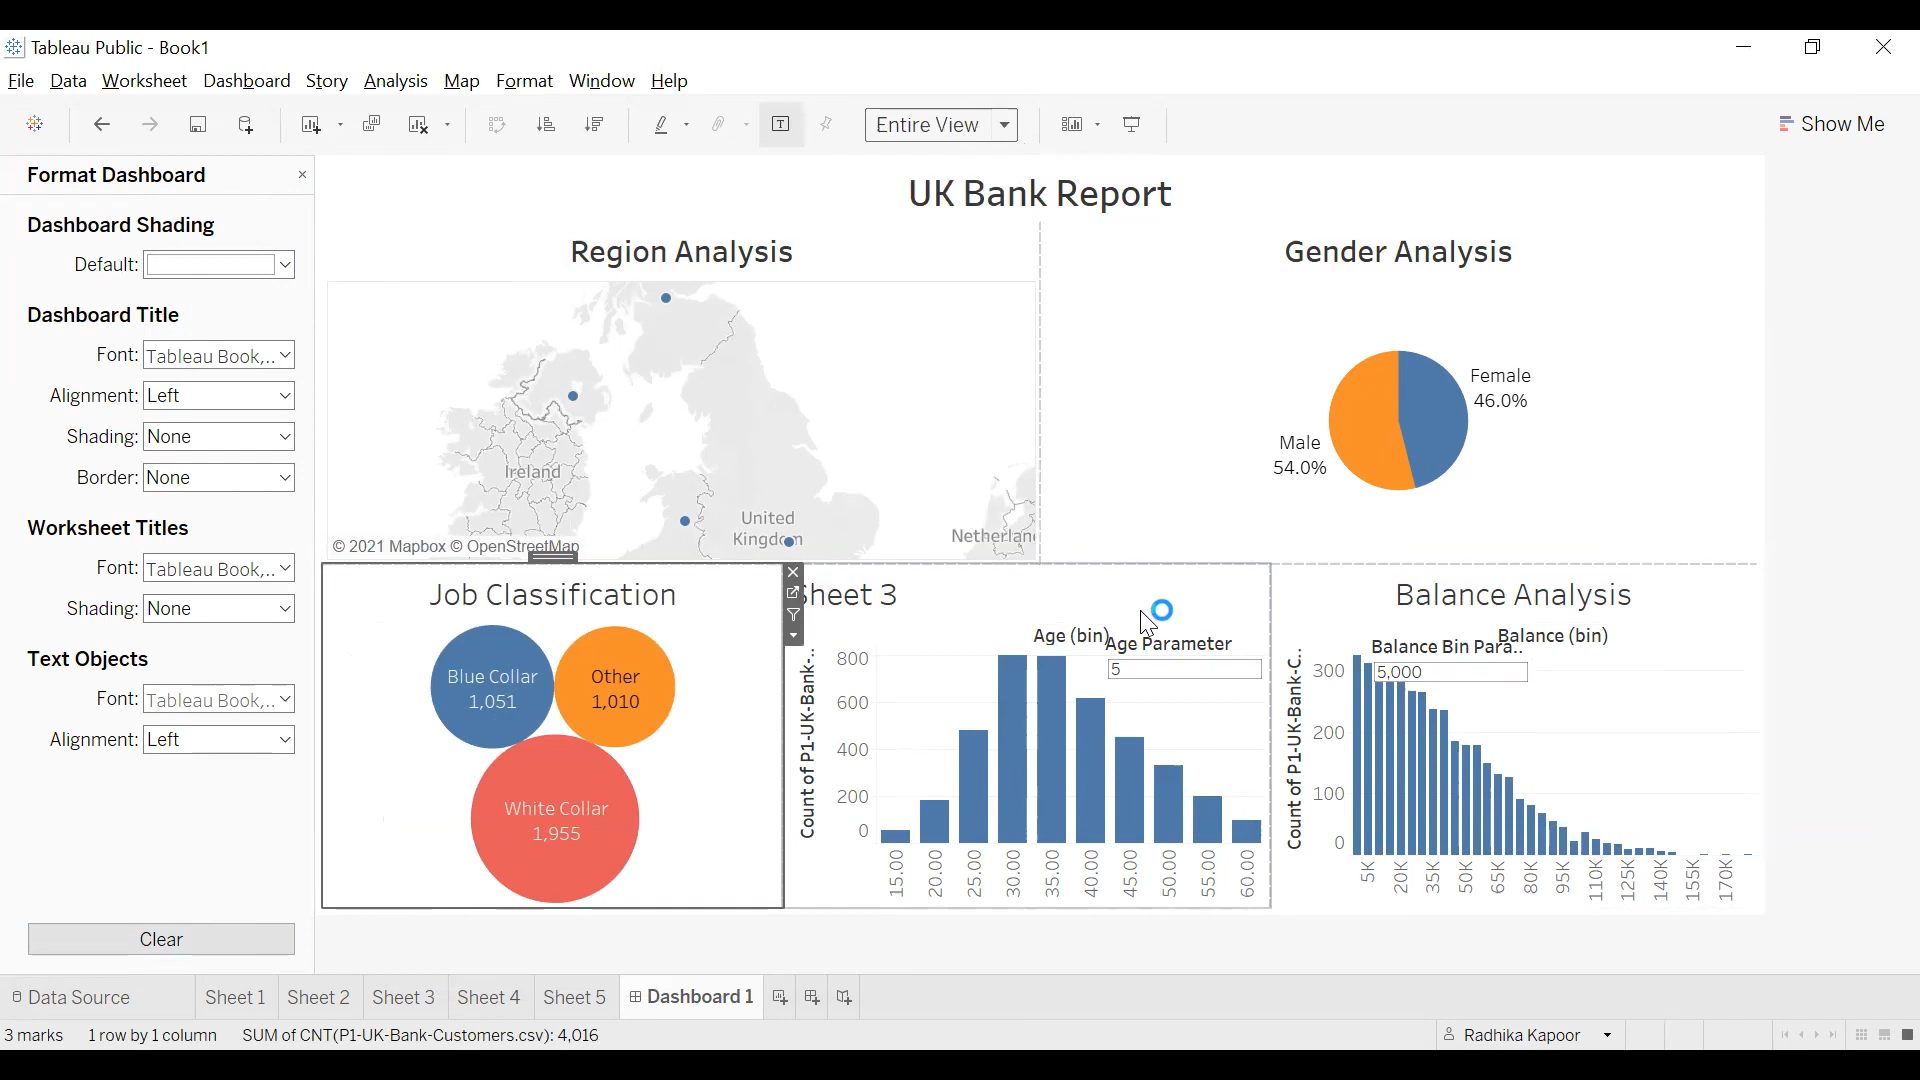 Tableau Public - Book1
File Data Worksheet Dashboard Story Analysis Map Format Window Help
Entire View
Show Me
Format Dashboard
Dashboard Shading
Default:
Dashboard Title
Font: Tableau Book,..
Alignment: Left
Shading: None
Border: None
Worksheet Titles
Font: Tableau Book,..
Shading: None
Text Objects
Font: Tableau Book,..
Alignment: Left
Clear
UK Bank Report
Region Analysis
Ireland
United
Kingdom
Netherlan
© 2021 Mapbox © OpenStreetMap
Gender Analysis
Female
46.0%
Male
54.0%
Job Classification
Blue Collar
1,051
Other
1,010
White Collar
1,955
Sheet 3
Age (bin)
Age Parameter
5
Count of P1-UK-Bank-..
800
600
400
200
0
15.00 20.00 25.00 30.00 35.00 40.00 45.00 50.00 55.00 60.00
Balance Analysis
Balance (bin)
Balance Bin Para..
5,000
Count of P1-UK-Bank-C..
300
200
100
0
5K 20K 35K 50K 65K 80K 95K 110K 125K 140K 155K 170K
Data Source Sheet 1 Sheet 2 Sheet 3 Sheet 4 Sheet 5 Dashboard 1
3 marks 1 row by 1 column SUM of CNT(P1-UK-Bank-Customers.csv): 4,016
Radhika Kapoor